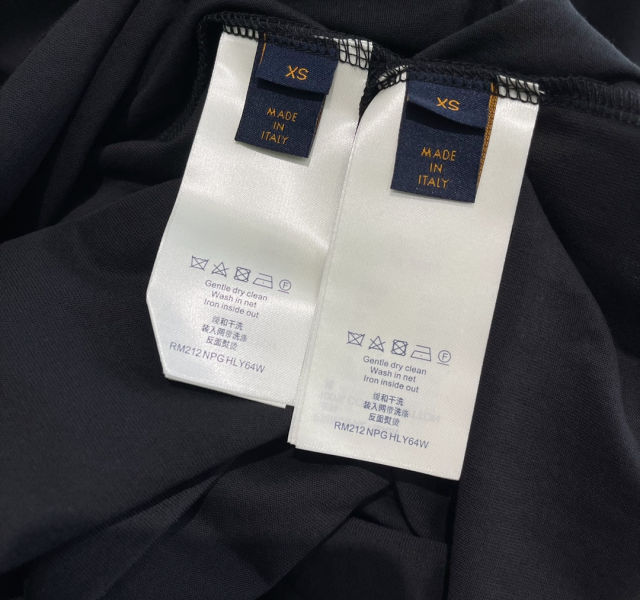 XS
MADE
IN
ITALY
Gentle dry clean
Wash in net
Iron inside out
缓和干洗
装入网带洗涤
反面熨烫
RM212 NPG HLY64W
XS
MADE
IN
ITALY
F
Gentle dry clean
Wash in net
Iron inside out
缓和干洗
装入网带洗涤
反面熨烫
RM212 NPG HLY64W